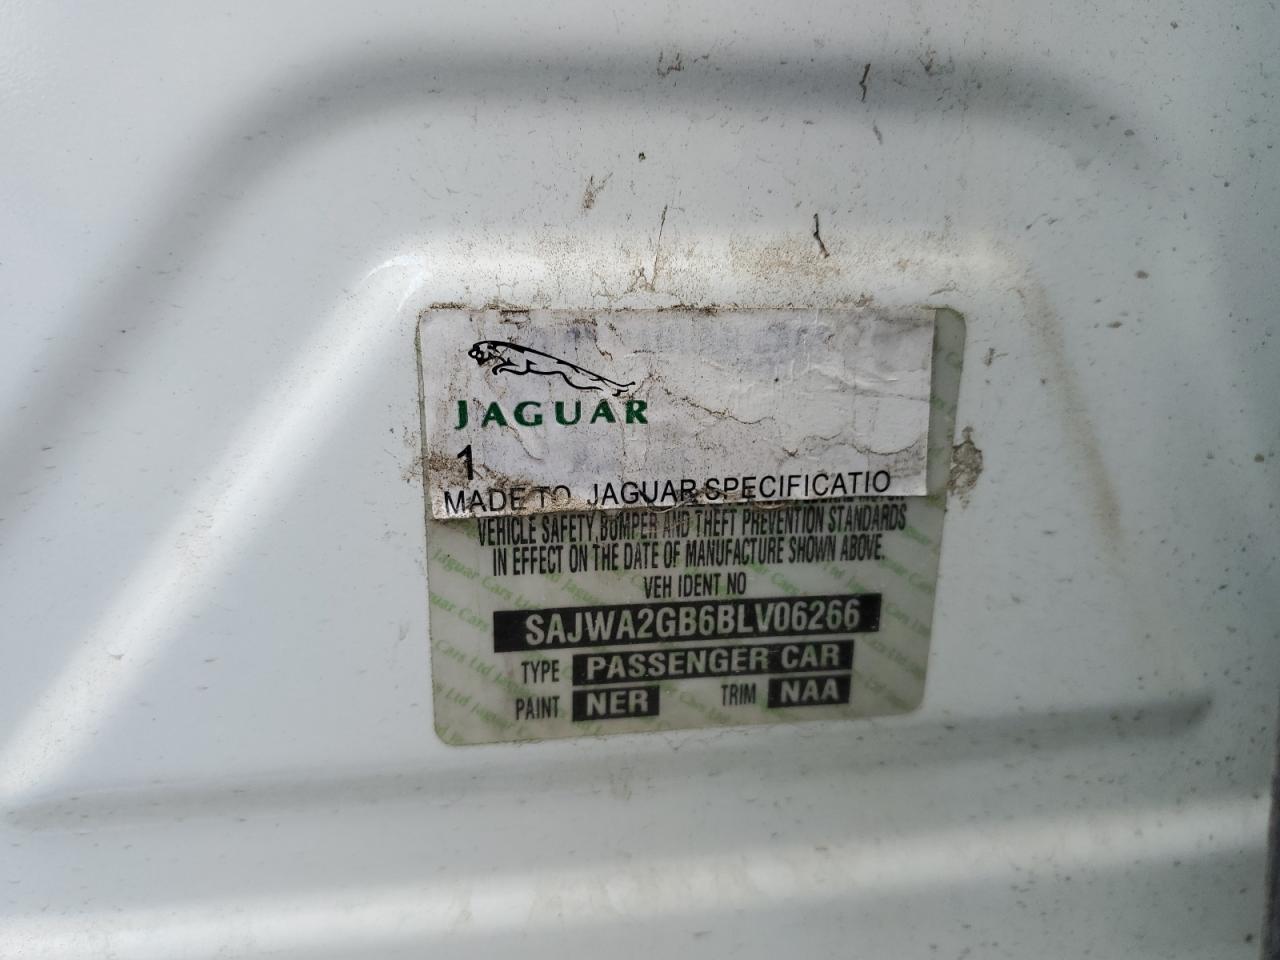 JAGUAR
1
MADE TO JAGUAR SPECIFICATIO
VEHICLE SAFETY, BUMPER AND THEFT PREVENTION STANDARDS
IN EFFECT ON THE DATE OF MANUFACTURE SHOWN ABOVE.
VEH IDENT NO
SAJWA2GB6BLV06266
TYPE PASSENGER CAR
PAINT NER TRIM NAA